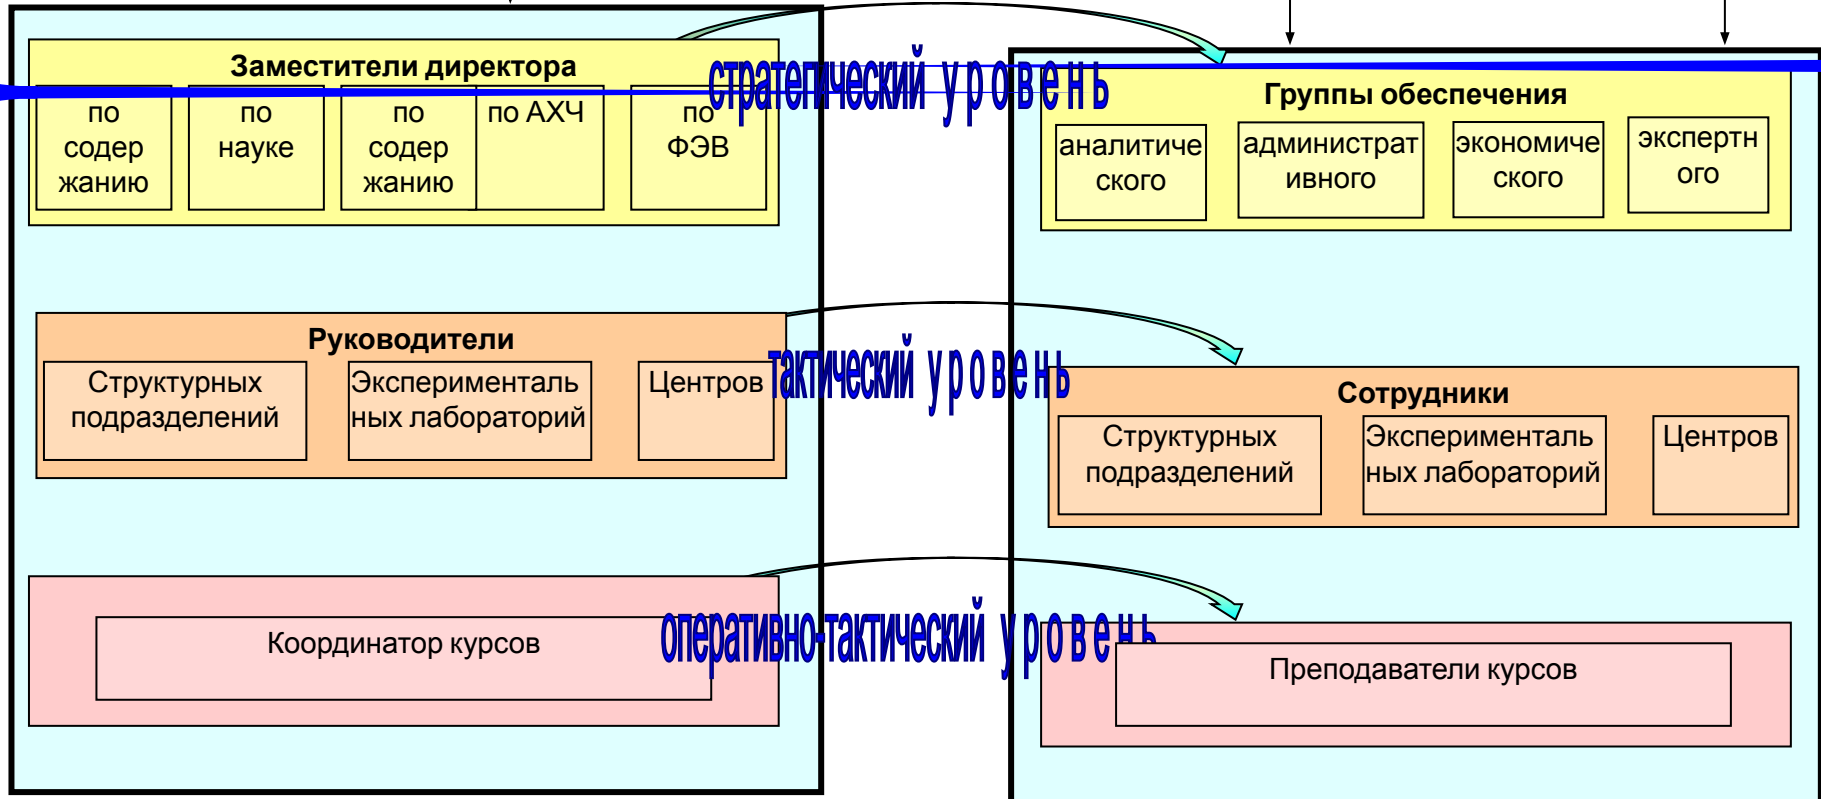 Заместители директора
по
содер
жанию
по
науке
по
содер
жанию
по АХЧ
по
ФЭВ
стратегический уровень
Группы обеспечения
аналитиче
ского
административ
ивного
экономиче
ского
экспертн
ого
Руководители
Структурных
подразделений
Эксперименталь
ных лабораторий
Центров
тактический уровень
Сотрудники
Структурных
подразделений
Эксперименталь
ных лабораторий
Центров
Координатор курсов
оперативно-тактический уровень
Преподаватели курсов